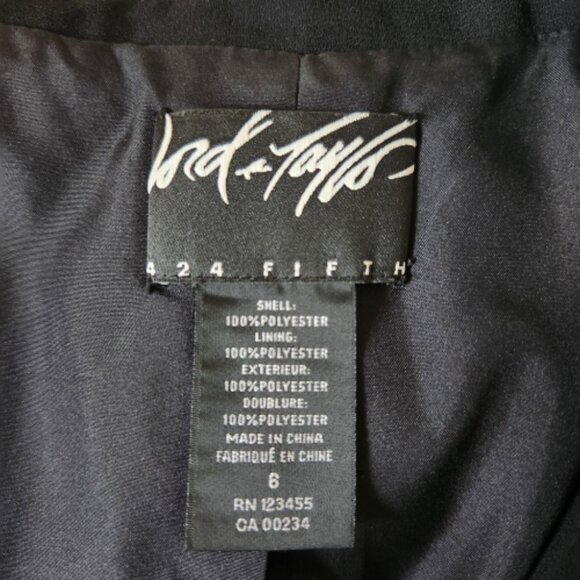 Lord & Taylor
424 FIFTH
SHELL:
100%POLYESTER
LINING:
100%POLYESTER
EXTERIEUR:
100%POLYESTER
DOUBLURE:
100%POLYESTER
MADE IN CHINA
FABRIQUÉ EN CHINE
6
RN 123455
CA 00234